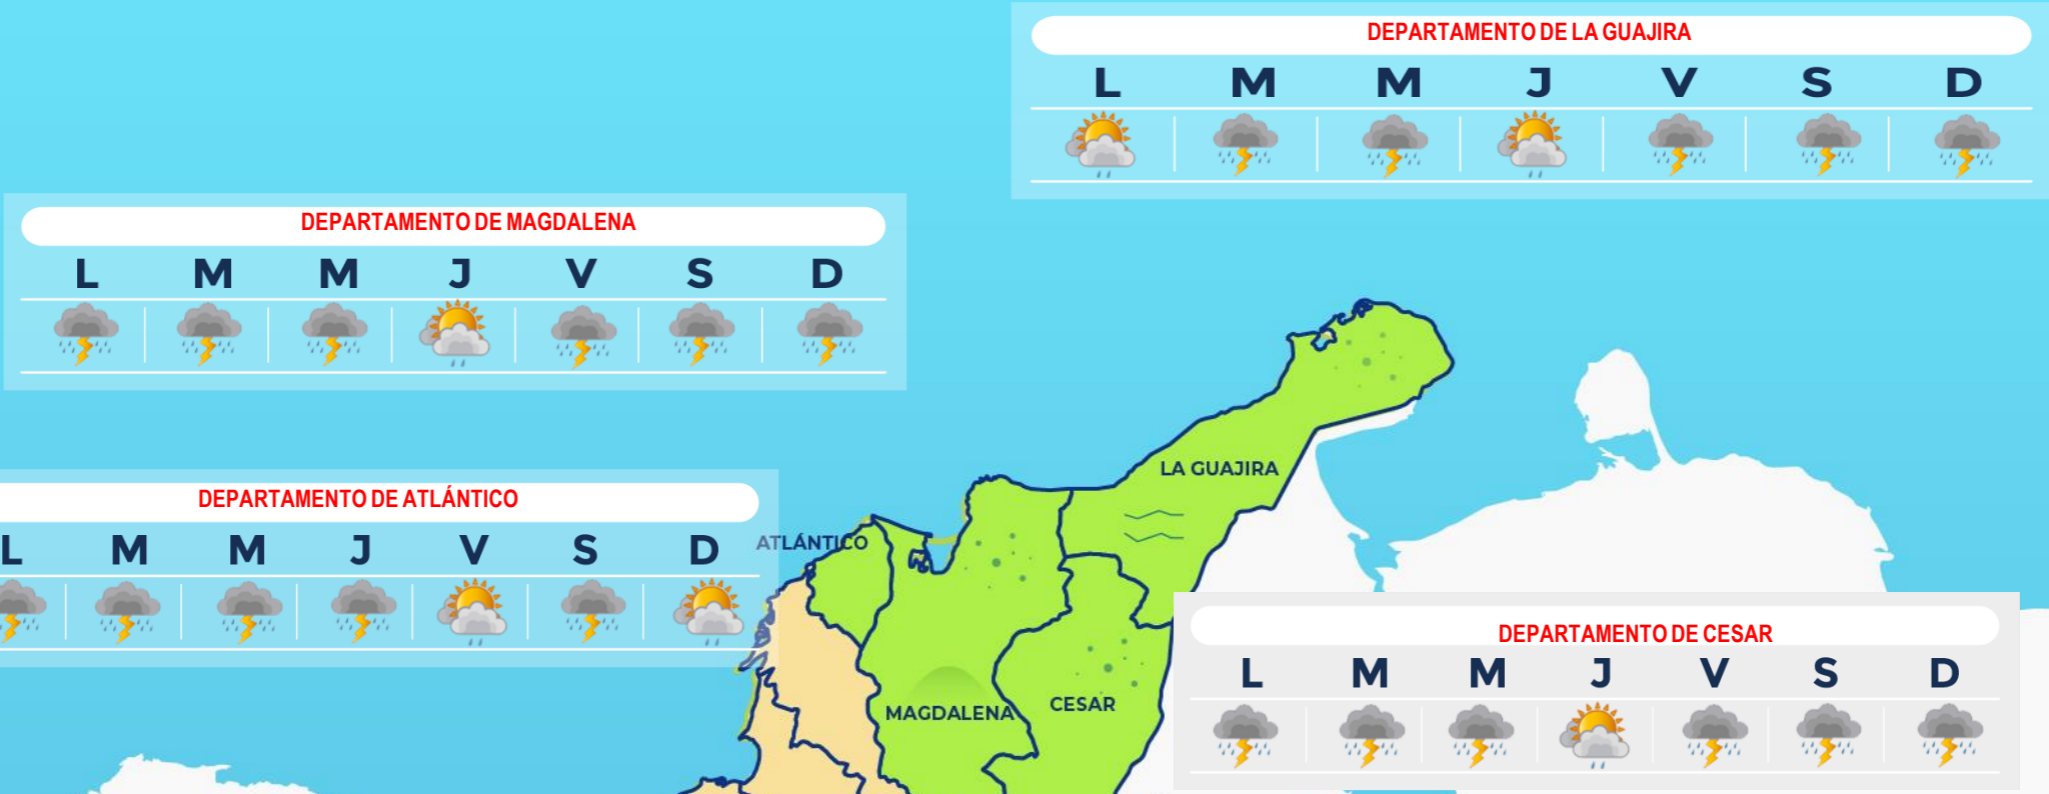 DEPARTAMENTO DE LA GUAJIRA
L M M J V S D
DEPARTAMENTO DE MAGDALENA
L M M J V S D
DEPARTAMENTO DE ATLÁNTICO
L M M J V S D
LA GUAJIRA
ATLÁNTICO
MAGDALENA
CESAR
DEPARTAMENTO DE CESAR
L M M J V S D